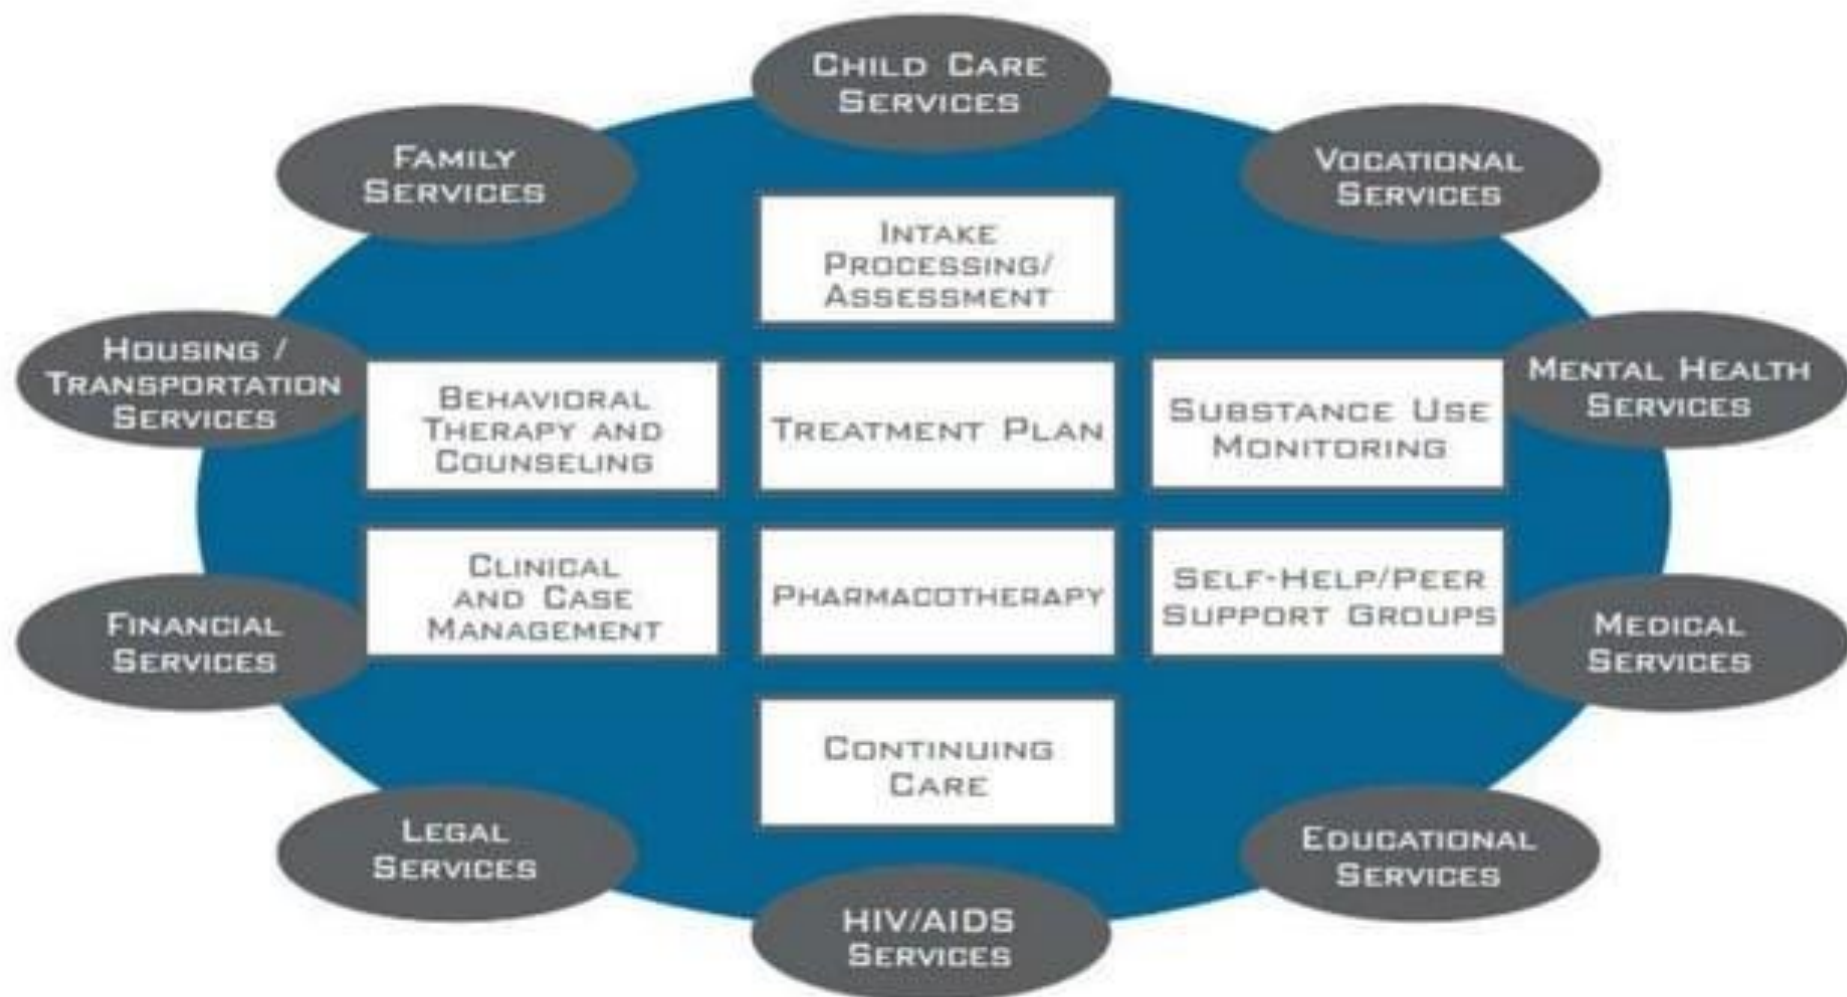 CHILD CARE
SERVICES
FAMILY
SERVICES
VOCATIONAL
SERVICES
INTAKE
PROCESSING/
ASSESSMENT
HOUSING /
TRANSPORTATION
SERVICES
BEHAVIORAL
THERAPY AND
COUNSELING
TREATMENT PLAN
SUBSTANCE USE
MONITORING
MENTAL HEALTH
SERVICES
FINANCIAL
SERVICES
CLINICAL
AND CASE
MANAGEMENT
PHARMACOTHERAPY
SELF-HELP/PEER
SUPPORT GROUPS
MEDICAL
SERVICES
CONTINUING
CARE
LEGAL
SERVICES
EDUCATIONAL
SERVICES
HIV/AIDS
SERVICES